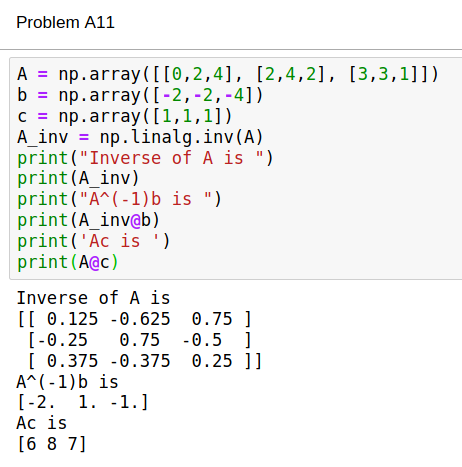 Problem A11
A = np.array([[0,2,4], [2,4,2], [3,3,1]])
b = np.array([-2,-2,-4])
c = np.array([1,1,1])
A_inv = np.linalg.inv(A)
print("Inverse of A is ")
print(A_inv)
print("A^(-1)b is ")
print(A_inv@b)
print('Ac is ')
print(A@c)
Inverse of A is
[[ 0.125 -0.625  0.75 ]
 [-0.25   0.75  -0.5  ]
 [ 0.375 -0.375  0.25 ]]
A^(-1)b is
[-2.  1. -1.]
Ac is
[6 8 7]